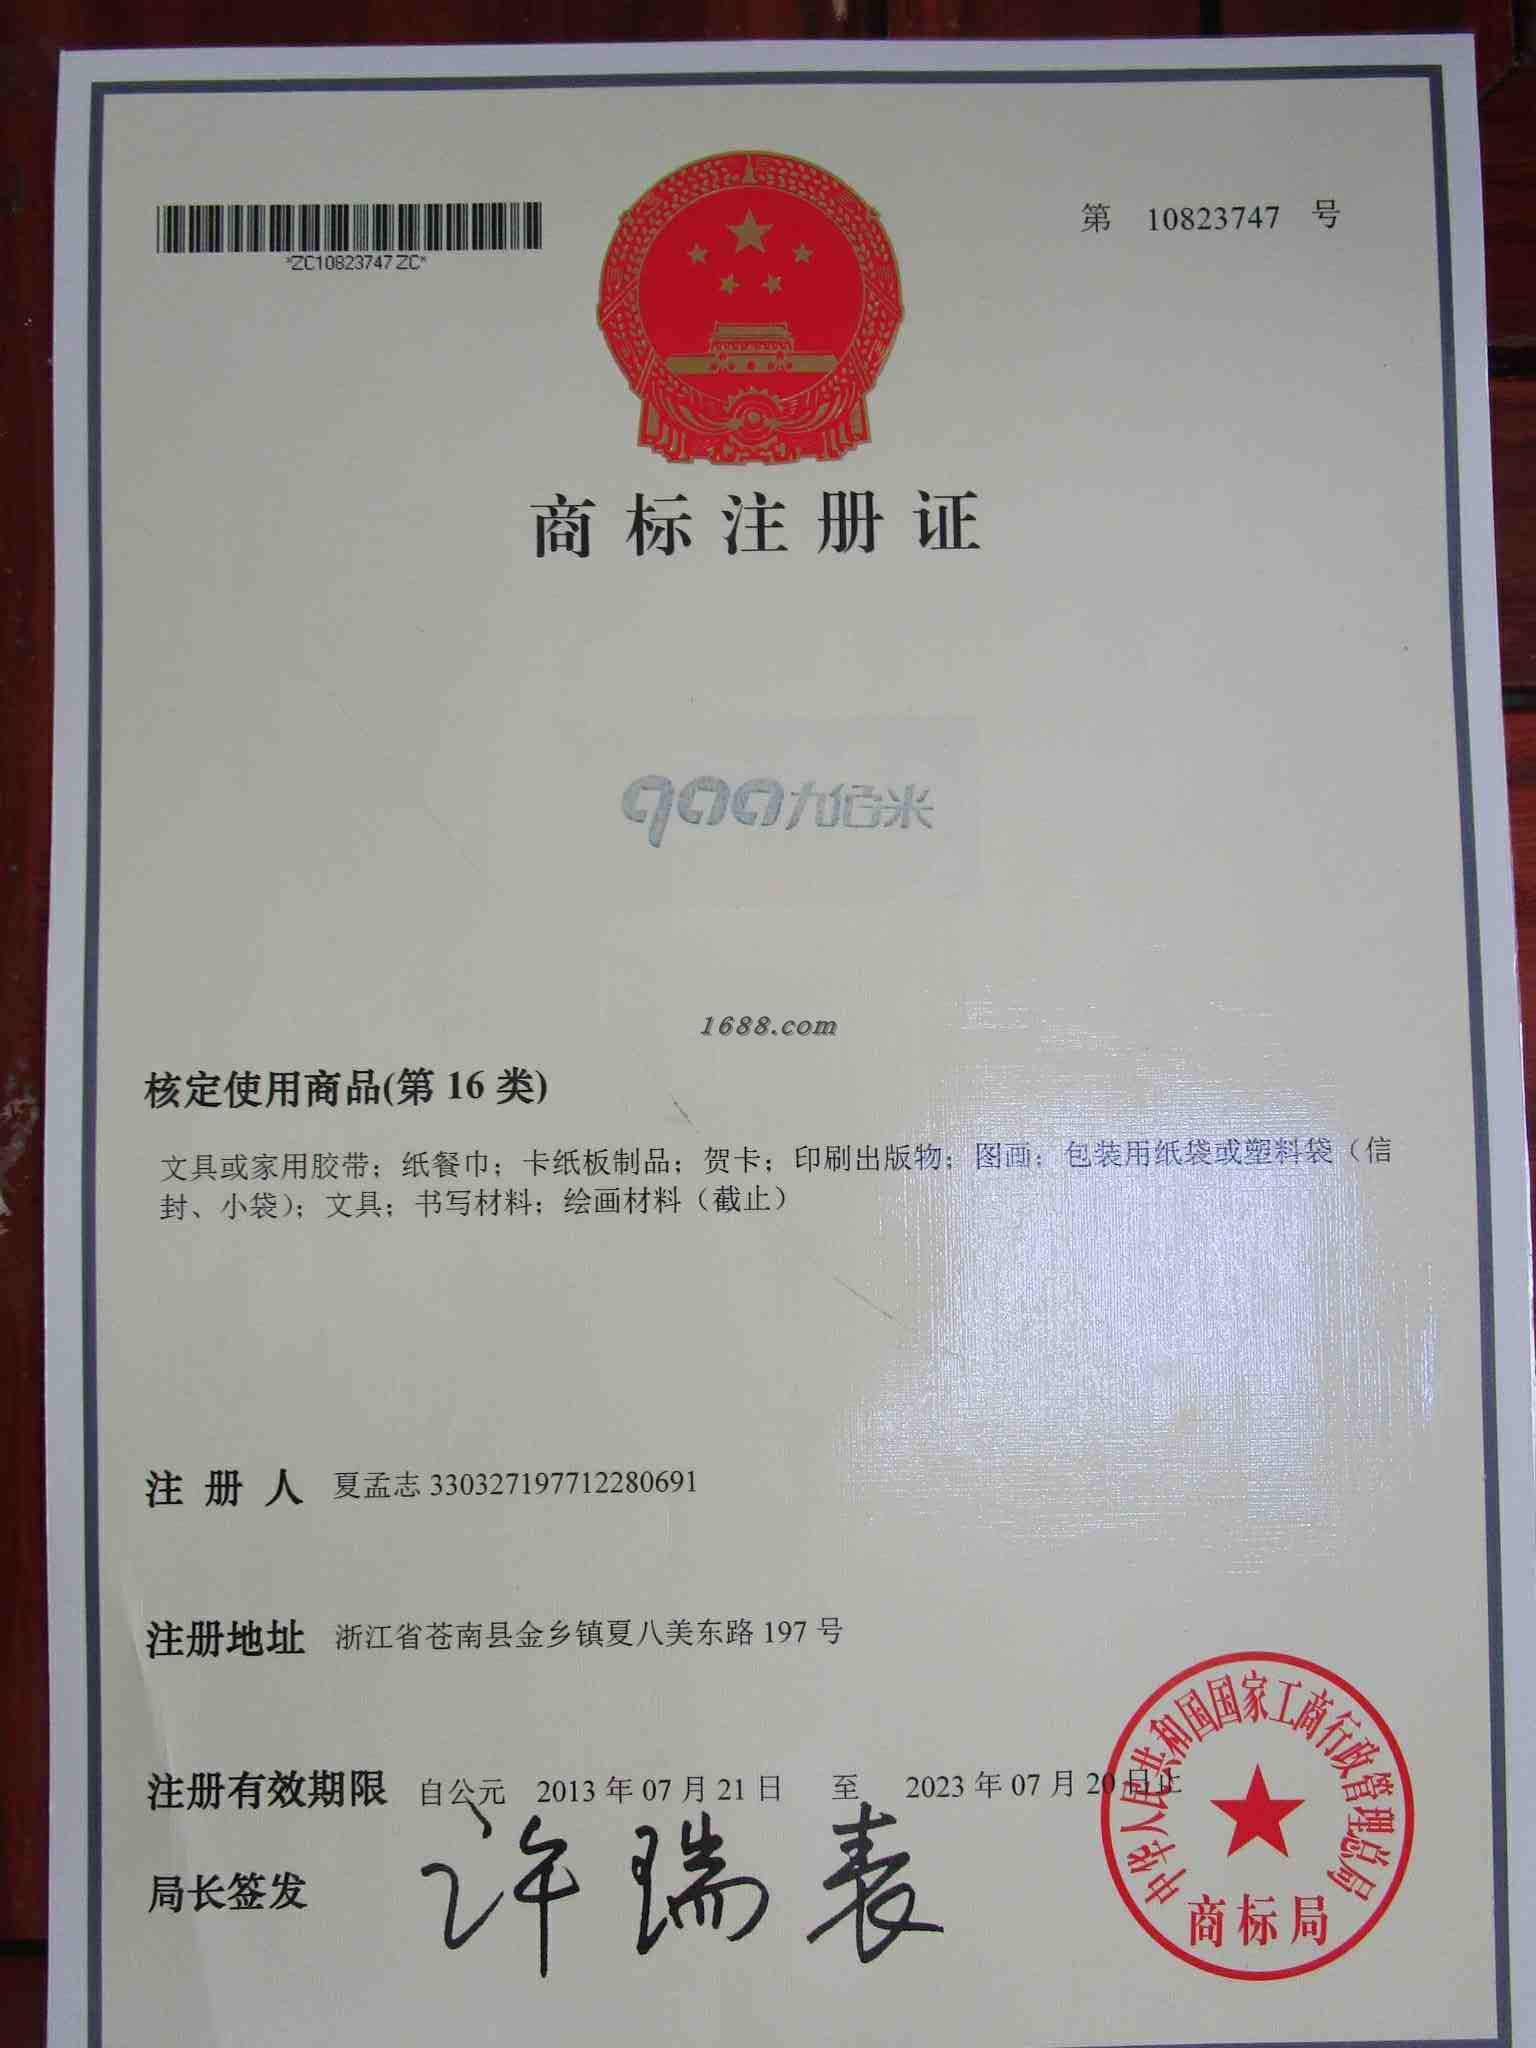 *ZC10823747ZC*
第 10823747 号
商标注册证
900九佰米
1688.com
核定使用商品(第 16 类)
文具或家用胶带；纸餐巾；卡纸板制品；贺卡；印刷出版物；图画；包装用纸袋或塑料袋（信
封、小袋）；文具；书写材料；绘画材料（截止）
注 册 人 夏孟志 330327197712280691
注册地址 浙江省苍南县金乡镇夏八美东路 197 号
注册有效期限 自公元 2013 年 07 月 21 日 至 2023 年 07 月 20 日止
局长签发 许瑞表
中华人民共和国国家工商行政管理总局
商标局